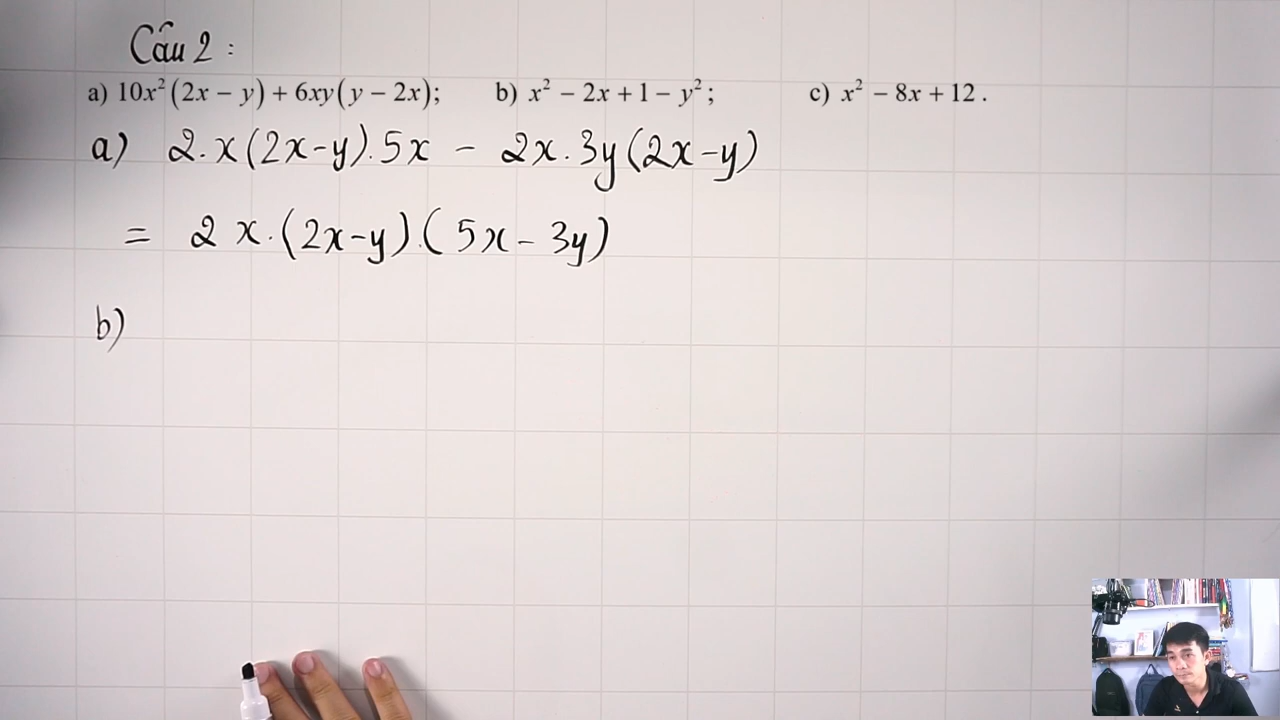 Câu 2 :
a) 10x²(2x − y) + 6xy(y − 2x); b) x² − 2x + 1 − y²; c) x² − 8x + 12.
a) 2.x(2x-y).5x - 2x.3y(2x-y)
= 2x.(2x-y).(5x-3y)
b)